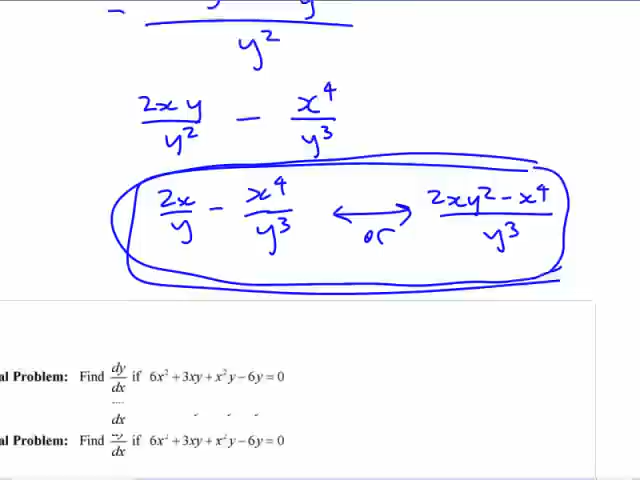 y²
2xy/y² − x⁴/y³
2x/y − x⁴/y³ ⟷ or (2xy² − x⁴)/y³
al Problem: Find dy/dx if 6x² + 3xy + x²y − 6y = 0
dx
al Problem: Find /dx if 6x² + 3xy + x²y − 6y = 0